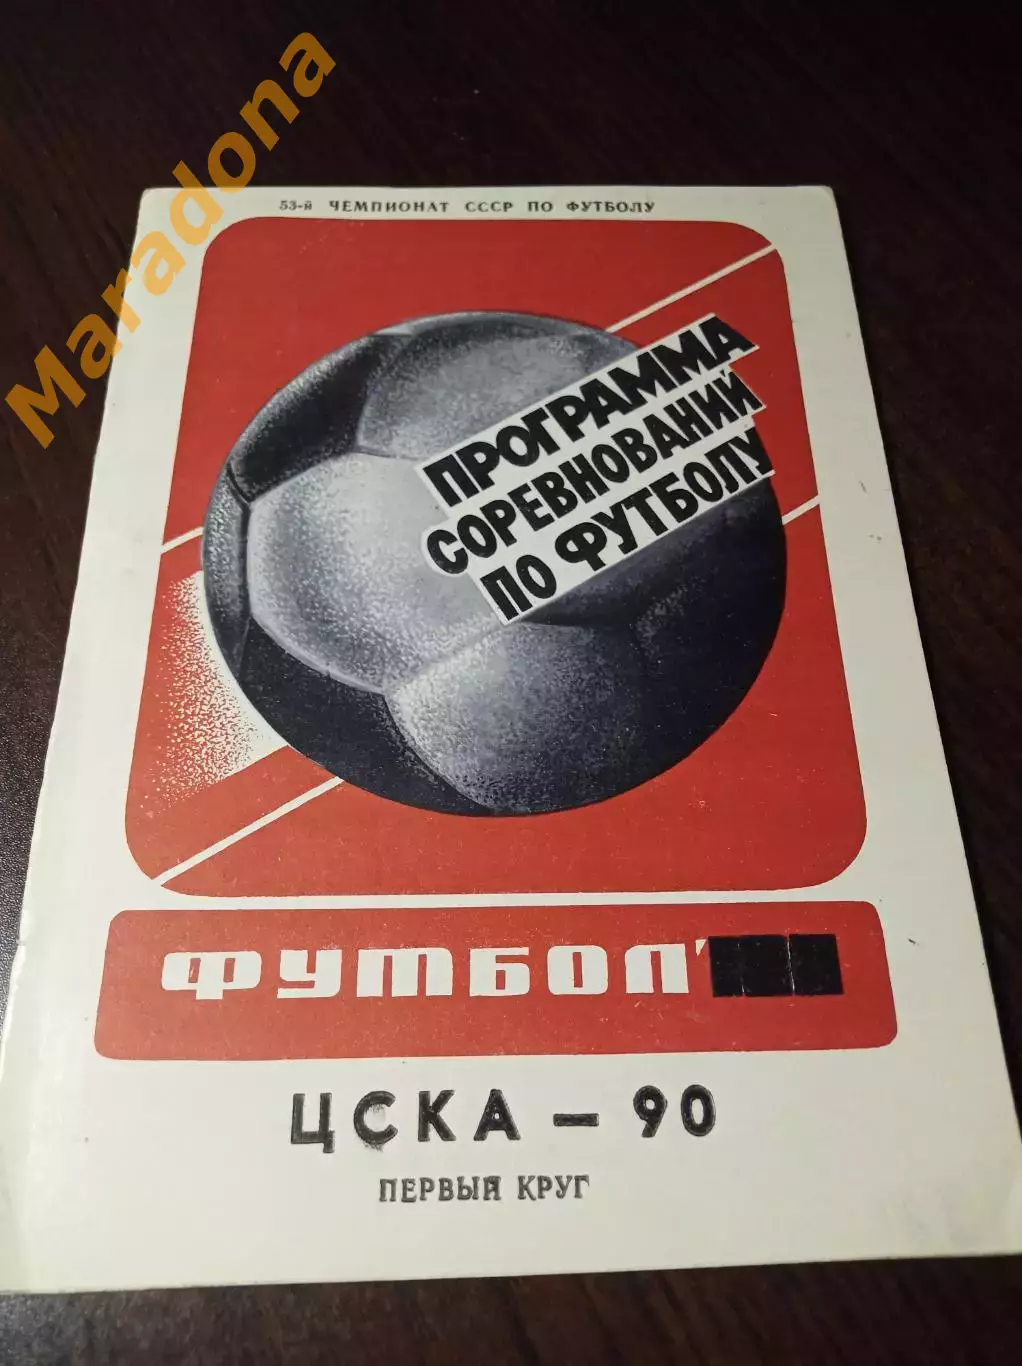 Maradona
53-й ЧЕМПИОНАТ СССР ПО ФУТБОЛУ
ПРОГРАММА
СОРЕВНОВАНИЙ
ПО ФУТБОЛУ
ФУТБОЛ'
ЦСКА — 90
ПЕРВЫЙ КРУГ